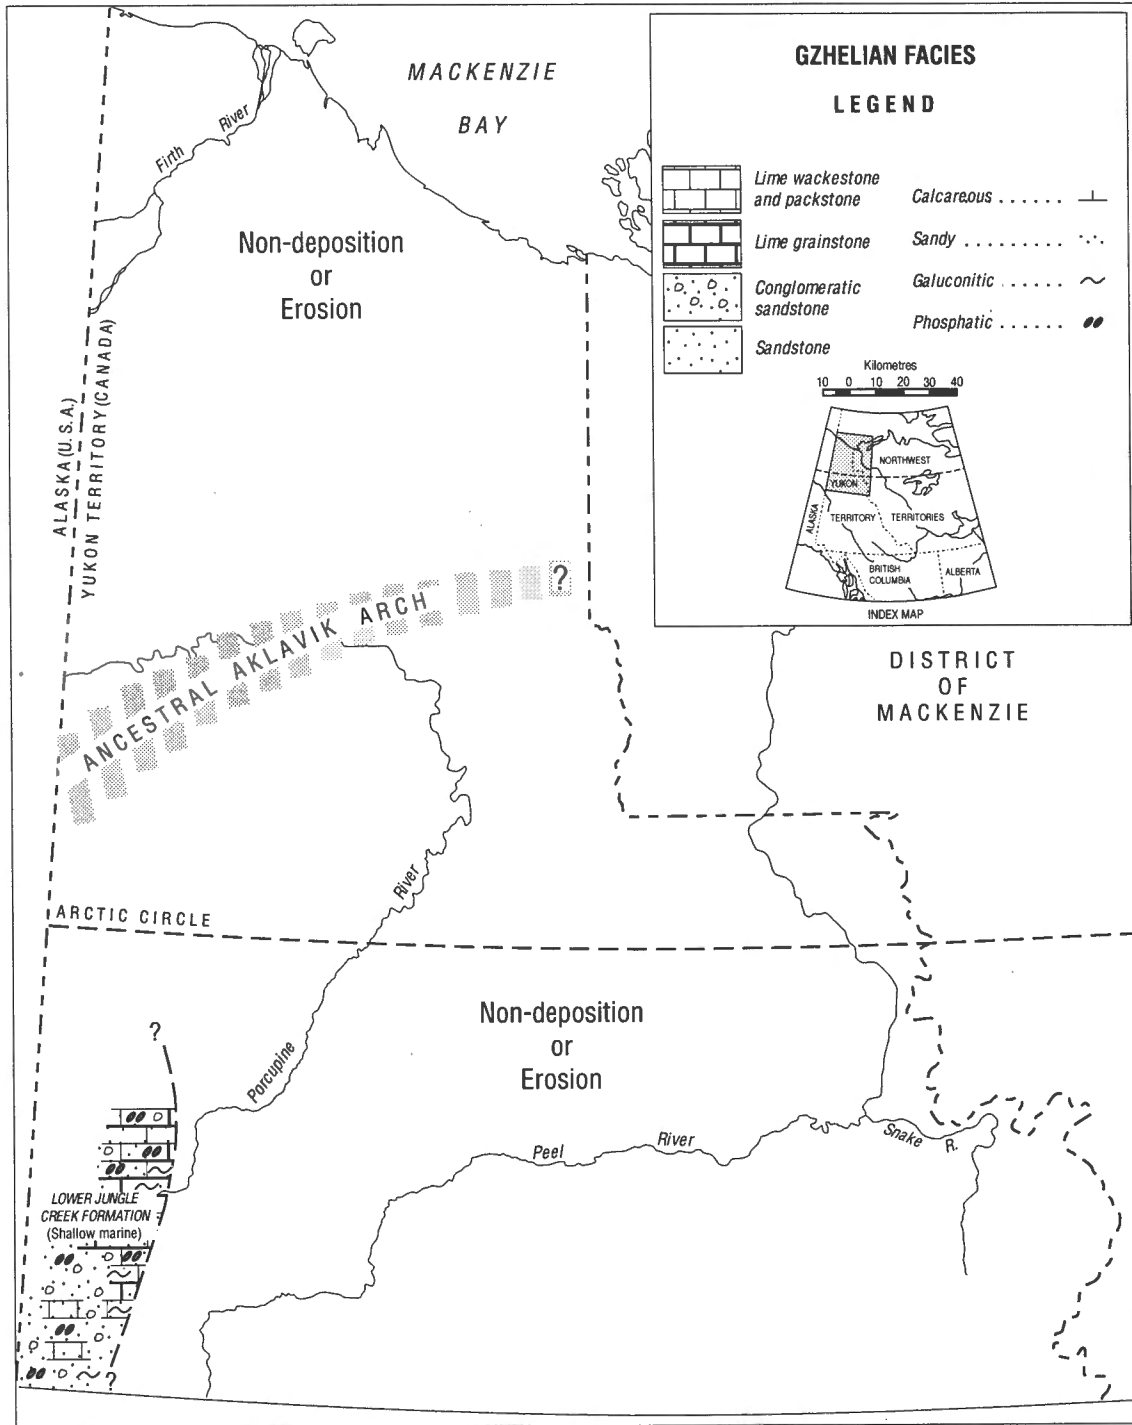 GZHELIAN FACIES
LEGEND
Lime wackestone
and packstone
Lime grainstone
Conglomeratic
sandstone
Sandstone
Calcareous . . . . . .
Sandy . . . . . . . . . .
Galuconitic . . . . . .
Phosphatic . . . . . .
Kilometres
10 0 10 20 30 40
NORTHWEST
YUKON
ALASKA
TERRITORY
TERRITORIES
BRITISH
COLUMBIA
ALBERTA
INDEX MAP
MACKENZIE
BAY
Firth River
Non-deposition
or
Erosion
ALASKA (U.S.A.)
YUKON TERRITORY (CANADA)
?
ANCESTRAL AKLAVIK ARCH
DISTRICT
OF
MACKENZIE
Porcupine River
ARCTIC CIRCLE
Non-deposition
or
Erosion
?
Peel River
Snake R.
LOWER JUNGLE
CREEK FORMATION
(Shallow marine)
?